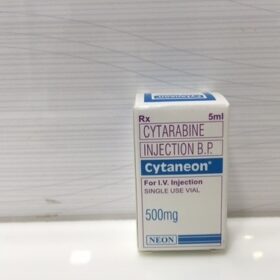 Rx 5ml
CYTARABINE
INJECTION B.P.
Cytaneon®
For I.V. Injection
SINGLE USE VIAL
500mg
NEON